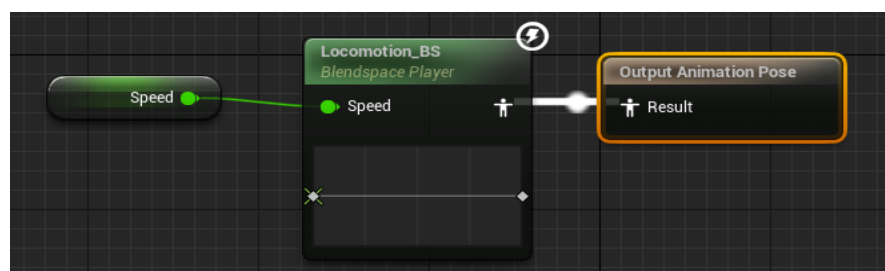 Speed
Locomotion_BS
Blendspace Player
Speed
Output Animation Pose
Result